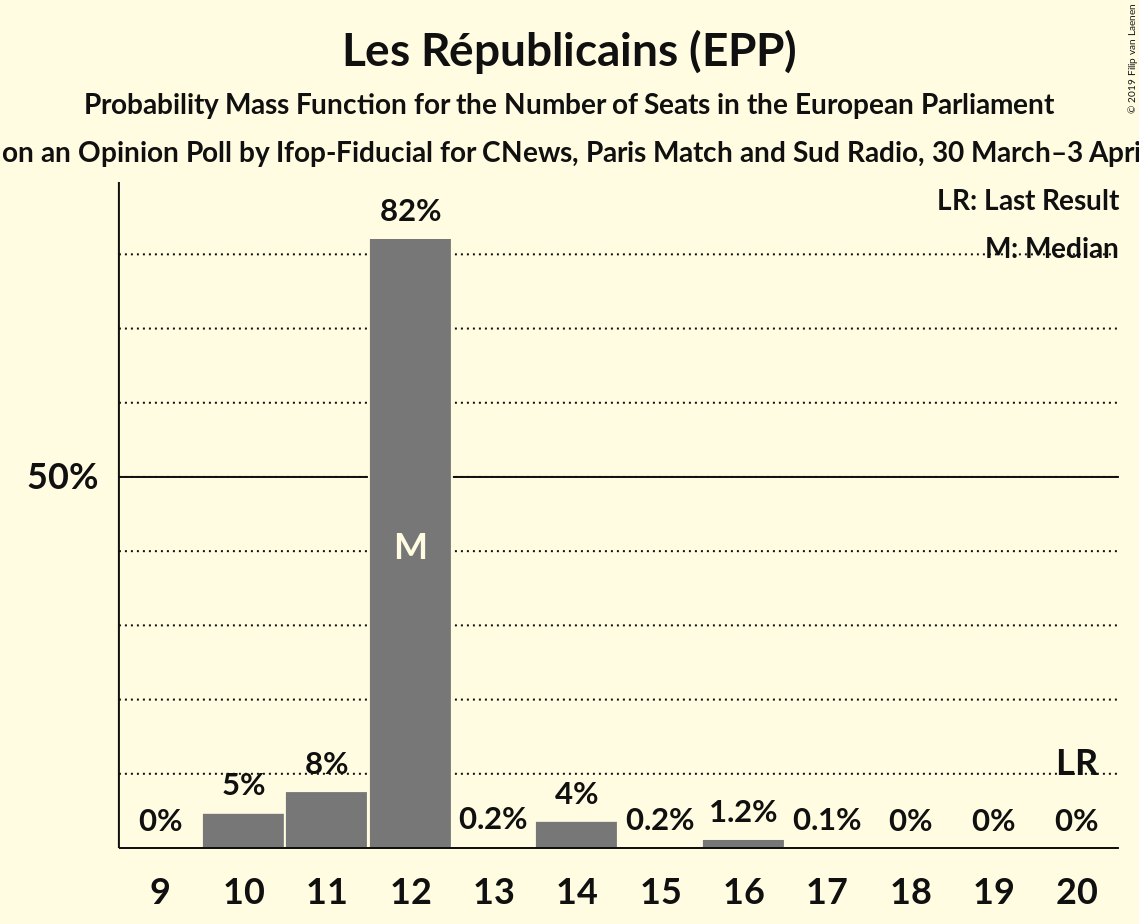 Les Républicains (EPP)
Probability Mass Function for the Number of Seats in the European Parliament
on an Opinion Poll by Ifop-Fiducial for CNews, Paris Match and Sud Radio, 30 March–3 Apri
© 2019 Filip van Laenen
LR: Last Result
M: Median
82%
50%
M
LR
8%
5%
4%
1.2%
0%
0.2%
0.2%
0.1%
0%
0%
0%
9 10 11 12 13 14 15 16 17 18 19 20